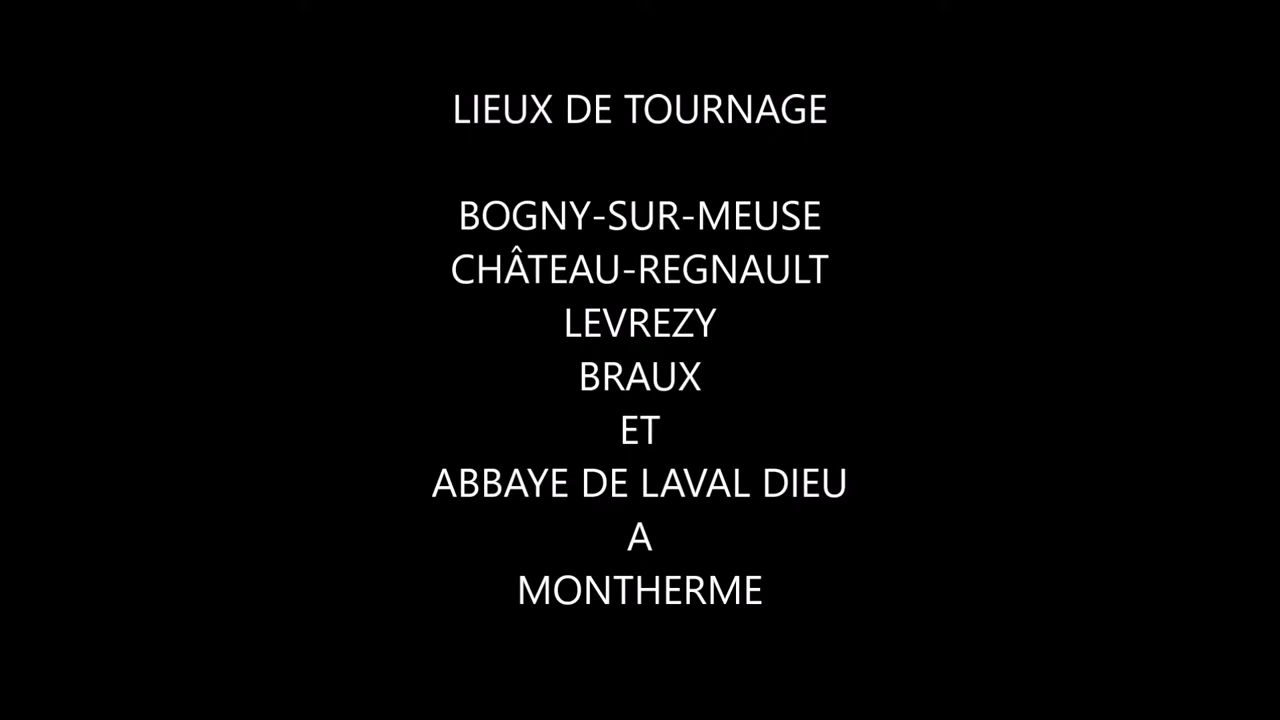 LIEUX DE TOURNAGE
BOGNY-SUR-MEUSE
CHÂTEAU-REGNAULT
LEVREZY
BRAUX
ET
ABBAYE DE LAVAL DIEU
A
MONTHERME